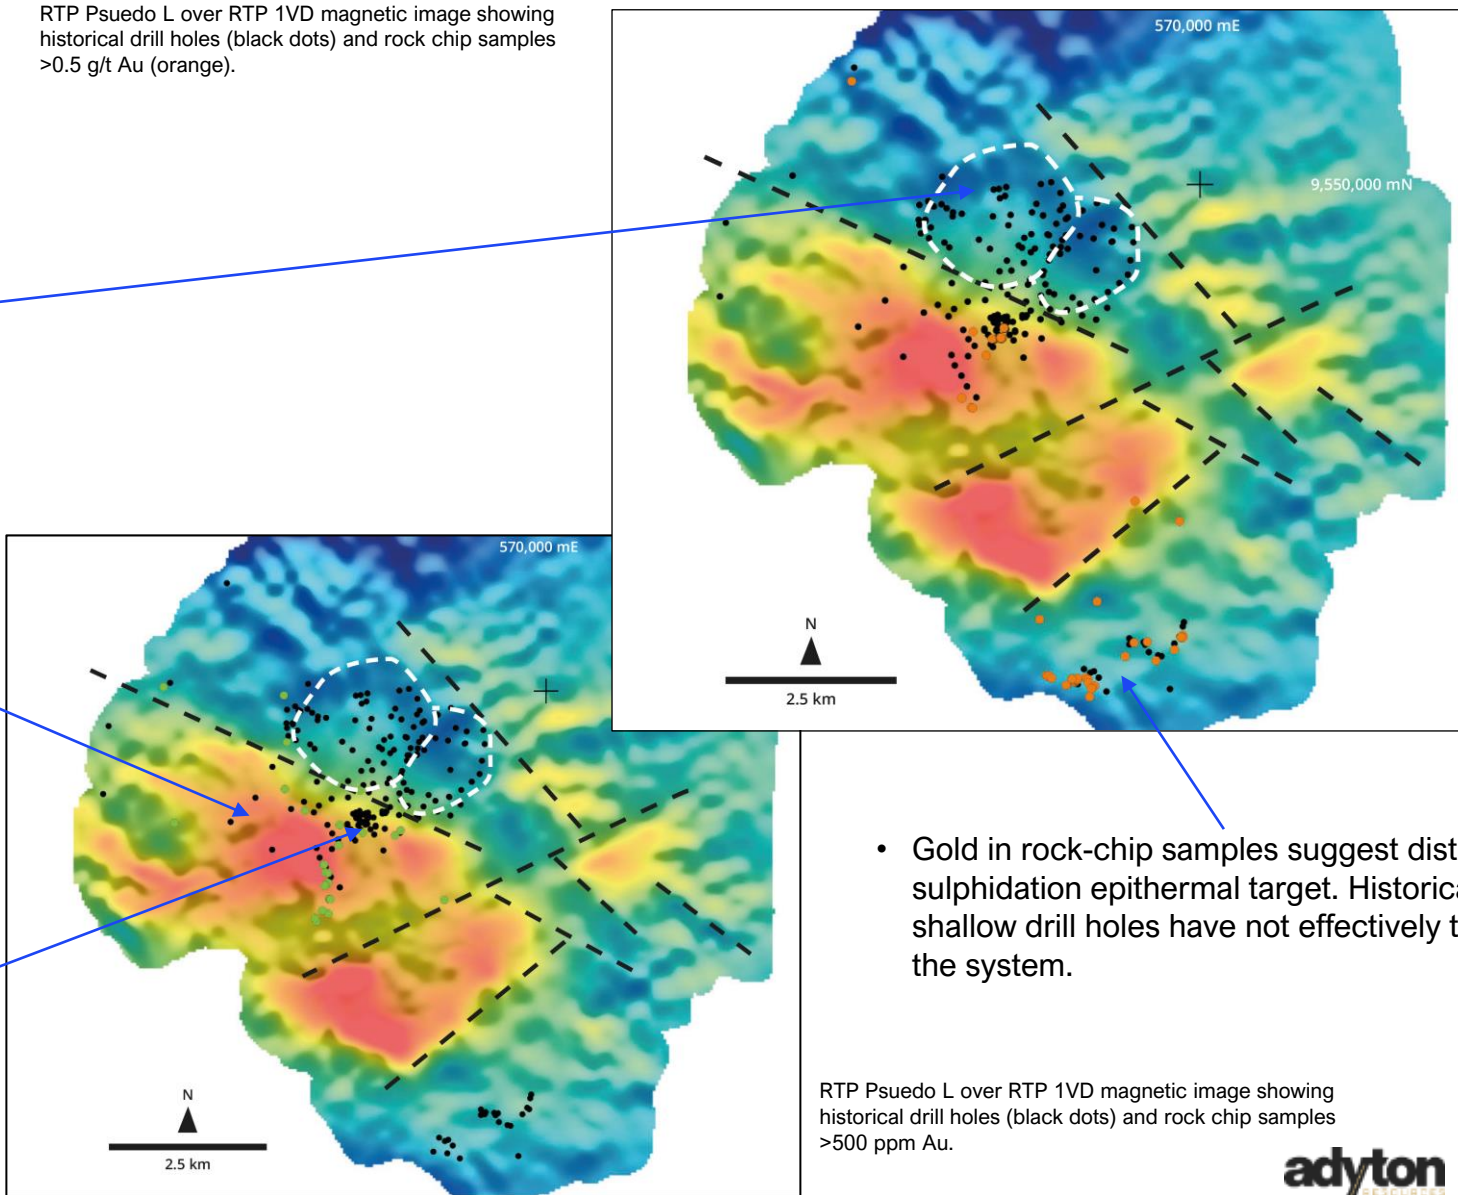 RTP Psuedo L over RTP 1VD magnetic image showing
historical drill holes (black dots) and rock chip samples
>0.5 g/t Au (orange).
570,000 mE
9,550,000 mN
N
2.5 km
570,000 mE
N
2.5 km
• Gold in rock-chip samples suggest dist
sulphidation epithermal target. Historica
shallow drill holes have not effectively t
the system.
RTP Psuedo L over RTP 1VD magnetic image showing
historical drill holes (black dots) and rock chip samples
>500 ppm Au.
adyton
RESOURCES